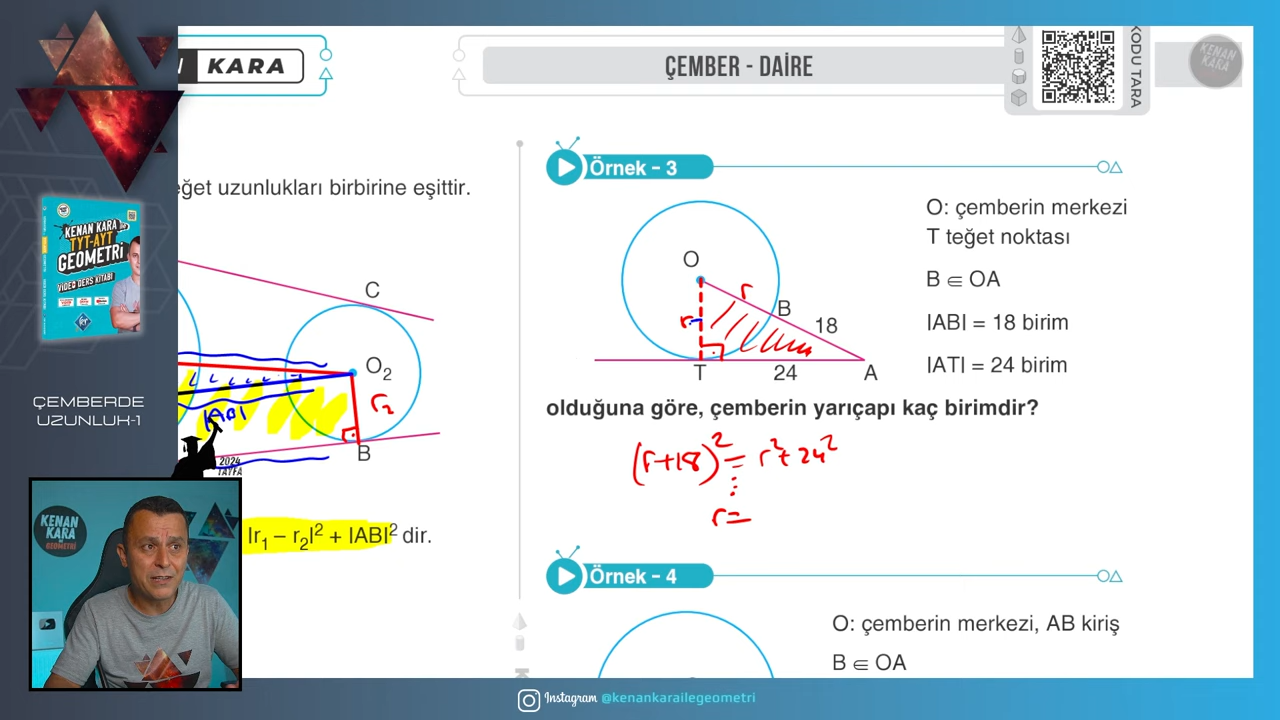 KARA
ÇEMBER - DAİRE
KODU TARA
KENAN KARA
eğet uzunlukları birbirine eşittir.
KENAN KARA
TYT-AYT
GEOMETRİ
VİDEO DERS KİTABI
ÇEMBERDE
UZUNLUK-1
C
O2
r2
|AB|
B
2024
TAYFA
|r1 – r2|² + |AB|² dir.
Örnek - 3
O
r
B
18
r
T
24
A
O: çemberin merkezi
T teğet noktası
B ∈ OA
|AB| = 18 birim
|AT| = 24 birim
olduğuna göre, çemberin yarıçapı kaç birimdir?
(r+18)² = r²+24²
r=
Örnek - 4
O: çemberin merkezi, AB kiriş
B ∈ OA
KENAN KARA GEOMETRİ
Instagram @kenankarailegeometri